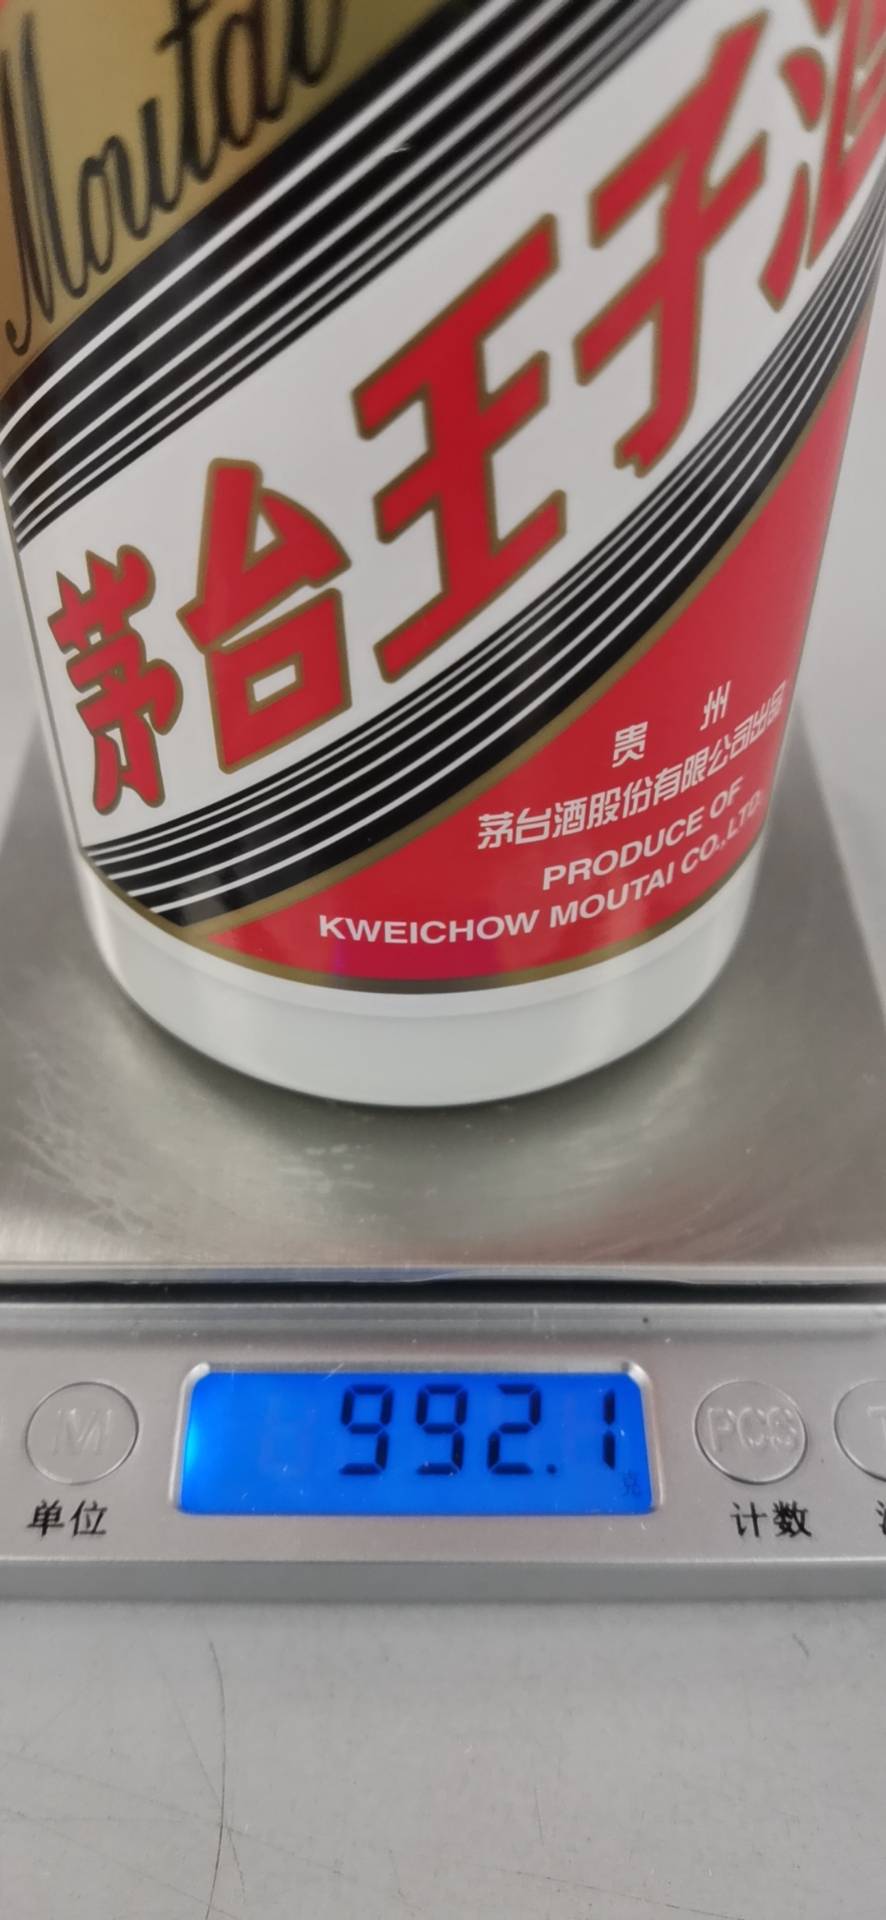 Moutai
茅台王子酒
贵州
茅台酒股份有限公司出品
PRODUCE OF
KWEICHOW MOUTAI CO.,LTD.
992.1
克
M
PCS
单位
计数